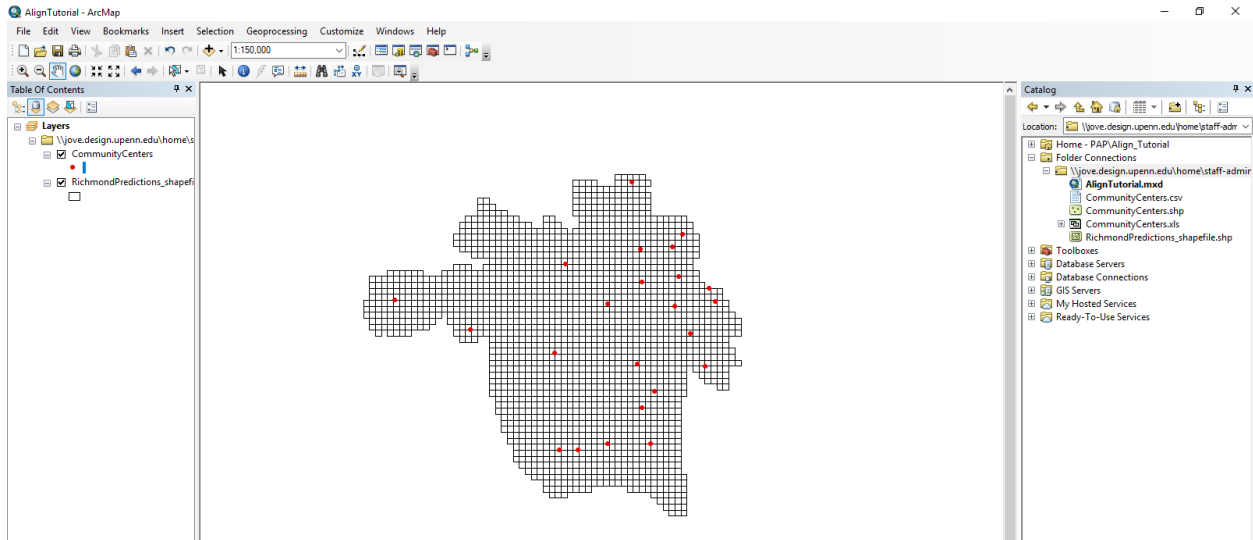 AlignTutorial - ArcMap
File Edit View Bookmarks Insert Selection Geoprocessing Customize Windows Help
1:150,000
Table Of Contents
Layers
\\jove.design.upenn.edu\home\s
CommunityCenters
RichmondPredictions_shapefi
Catalog
Location: \\jove.design.upenn.edu\home\staff-adm
Home - PAP\Align_Tutorial
Folder Connections
\\jove.design.upenn.edu\home\staff-admin
AlignTutorial.mxd
CommunityCenters.csv
CommunityCenters.shp
CommunityCenters.xls
RichmondPredictions_shapefile.shp
Toolboxes
Database Servers
Database Connections
GIS Servers
My Hosted Services
Ready-To-Use Services